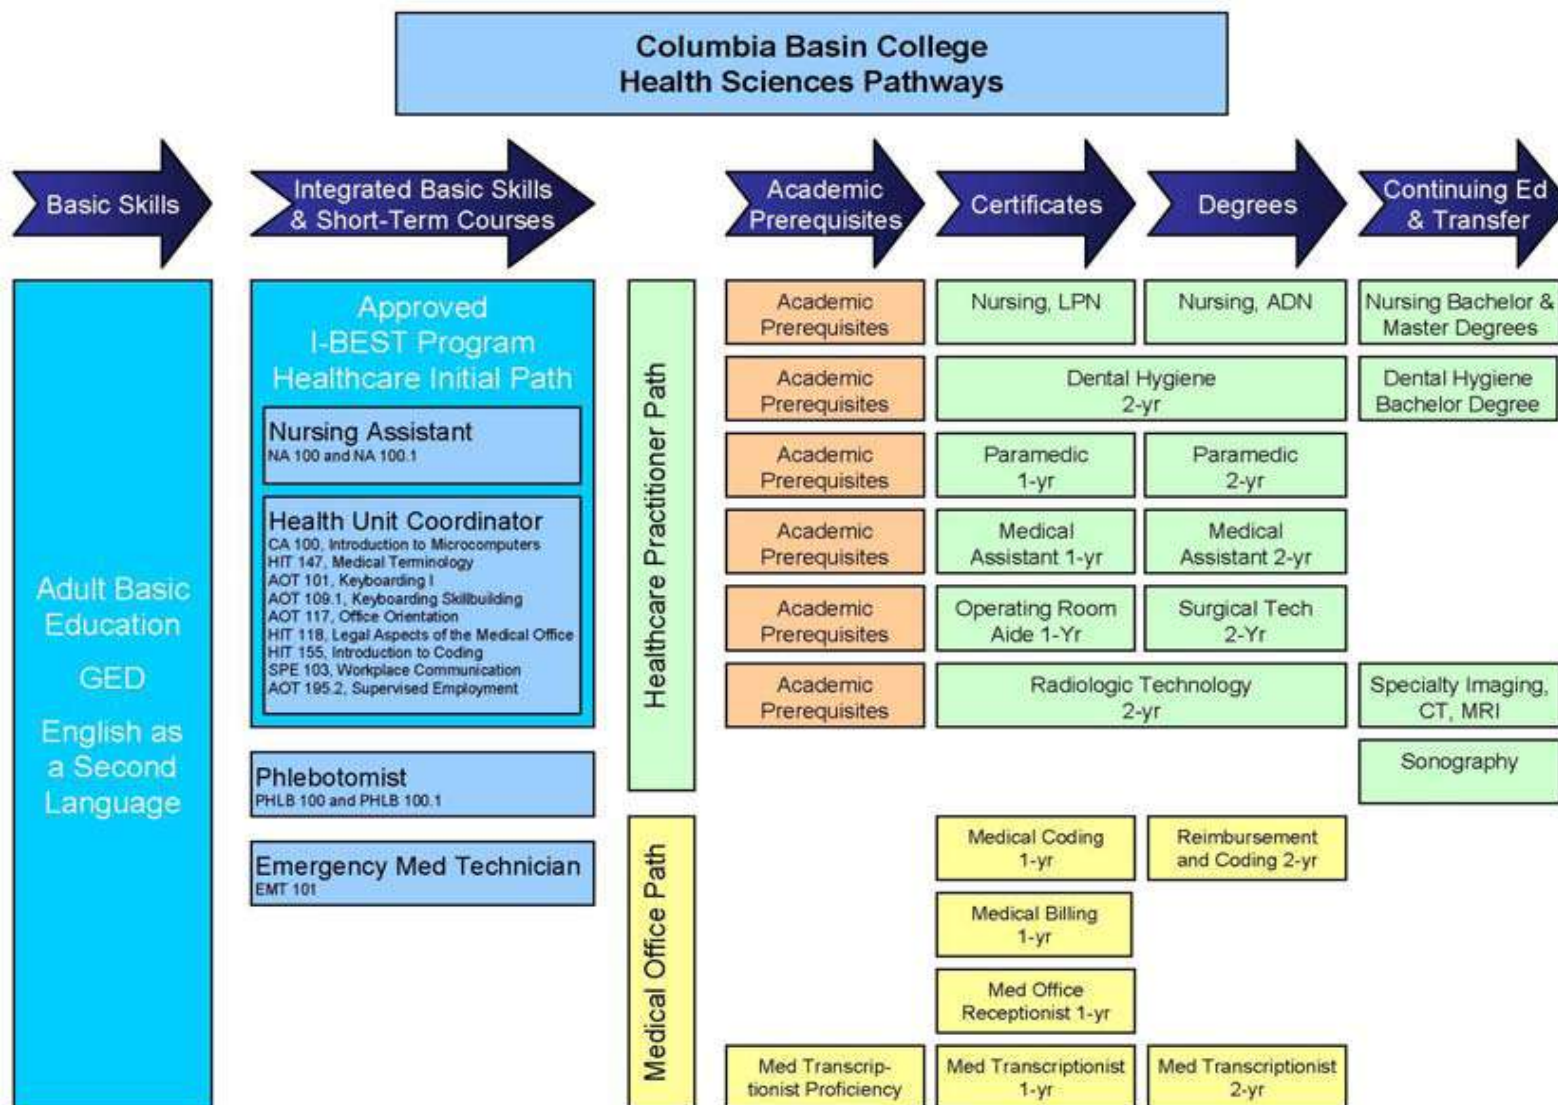 Columbia Basin College
Health Sciences Pathways
Basic Skills
Integrated Basic Skills
& Short-Term Courses
Academic
Prerequisites
Certificates
Degrees
Continuing Ed
& Transfer
Adult Basic
Education
GED
English as
a Second
Language
Approved
I-BEST Program
Healthcare Initial Path
Nursing Assistant
NA 100 and NA 100.1
Health Unit Coordinator
CA 100, Introduction to Microcomputers
HIT 147, Medical Terminology
AOT 101, Keyboarding I
AOT 109.1, Keyboarding Skillbuilding
AOT 117, Office Orientation
HIT 118, Legal Aspects of the Medical Office
HIT 155, Introduction to Coding
SPE 103, Workplace Communication
AOT 195.2, Supervised Employment
Phlebotomist
PHLB 100 and PHLB 100.1
Emergency Med Technician
EMT 101
Healthcare Practitioner Path
Academic
Prerequisites
Nursing, LPN
Nursing, ADN
Nursing Bachelor &
Master Degrees
Academic
Prerequisites
Dental Hygiene
2-yr
Dental Hygiene
Bachelor Degree
Academic
Prerequisites
Paramedic
1-yr
Paramedic
2-yr
Academic
Prerequisites
Medical
Assistant 1-yr
Medical
Assistant 2-yr
Academic
Prerequisites
Operating Room
Aide 1-Yr
Surgical Tech
2-Yr
Academic
Prerequisites
Radiologic Technology
2-yr
Specialty Imaging,
CT, MRI
Sonography
Medical Office Path
Medical Coding
1-yr
Reimbursement
and Coding 2-yr
Medical Billing
1-yr
Med Office
Receptionist 1-yr
Med Transcrip-
tionist Proficiency
Med Transcriptionist
1-yr
Med Transcriptionist
2-yr